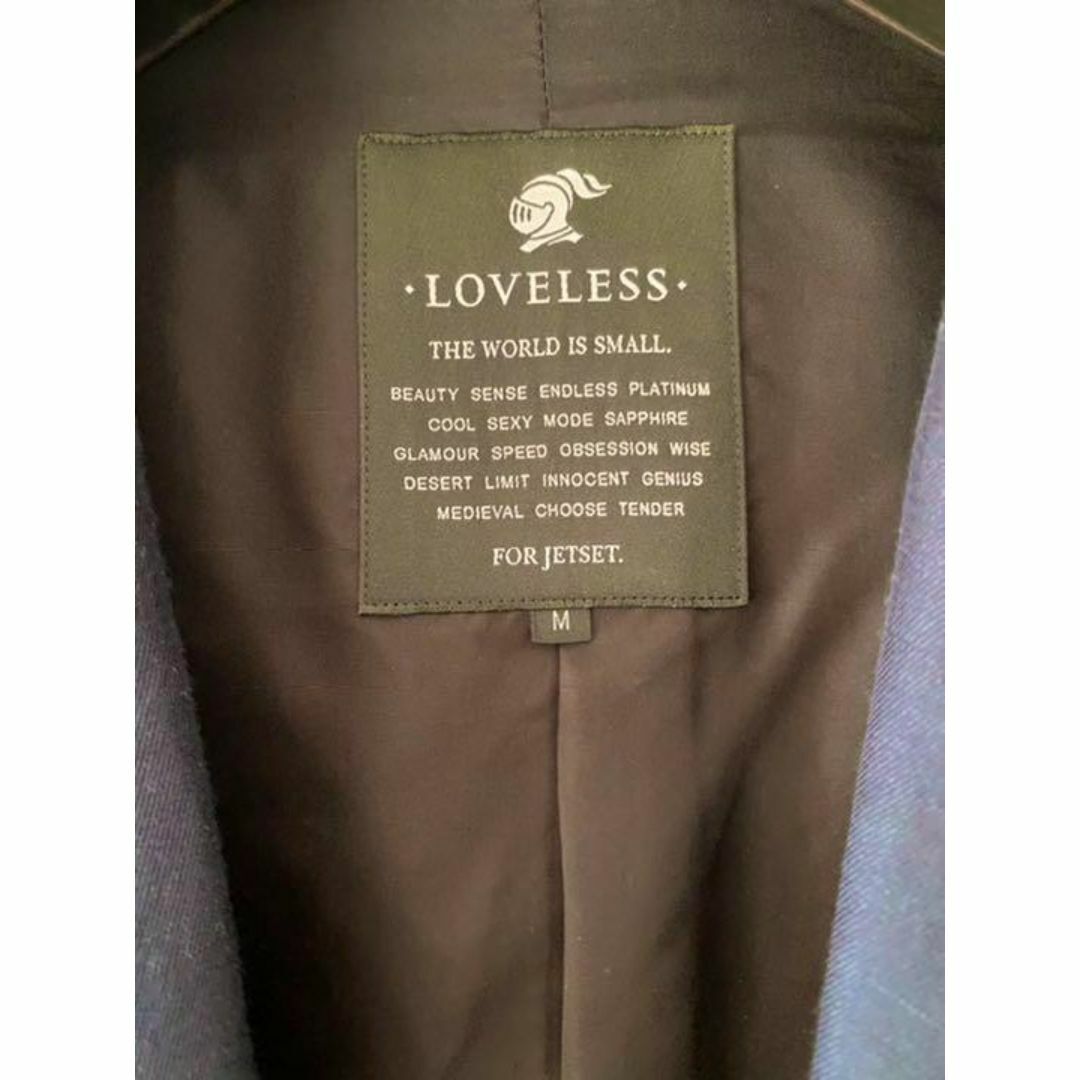 ·LOVELESS·
THE WORLD IS SMALL.
BEAUTY SENSE ENDLESS PLATINUM
COOL SEXY MODE SAPPHIRE
GLAMOUR SPEED OBSESSION WISE
DESERT LIMIT INNOCENT GENIUS
MEDIEVAL CHOOSE TENDER
FOR JETSET.
M